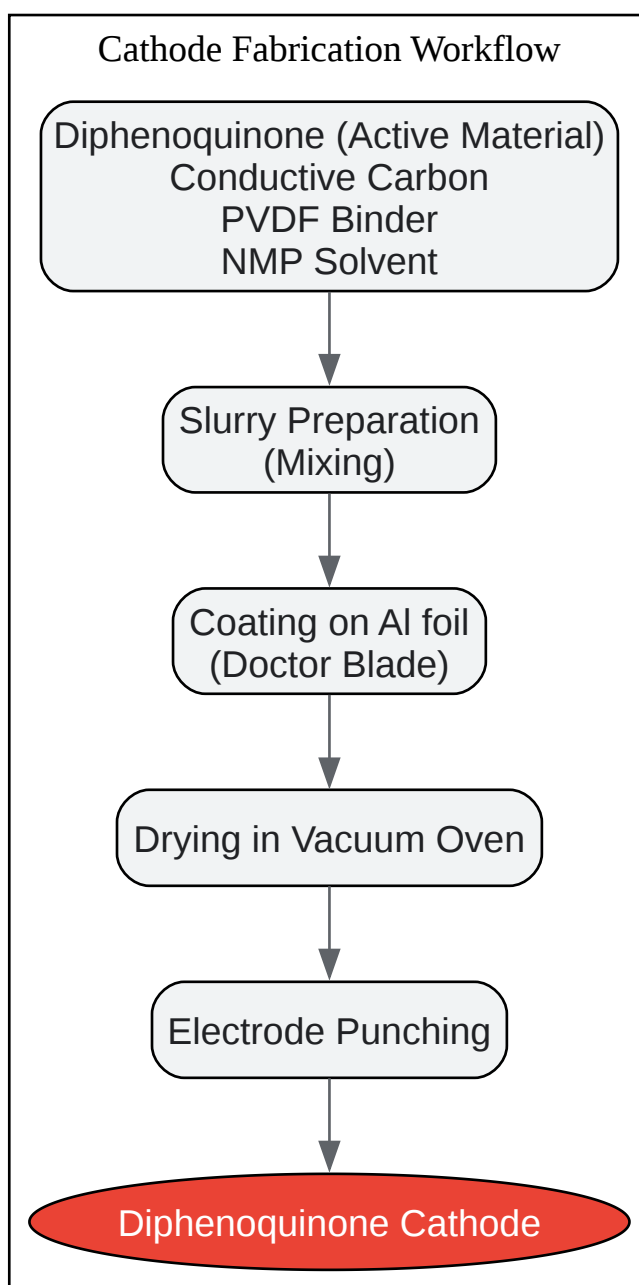 Cathode Fabrication Workflow
Diphenoquinone (Active Material)
Conductive Carbon
PVDF Binder
NMP Solvent
Slurry Preparation
(Mixing)
Coating on Al foil
(Doctor Blade)
Drying in Vacuum Oven
Electrode Punching
Diphenoquinone Cathode